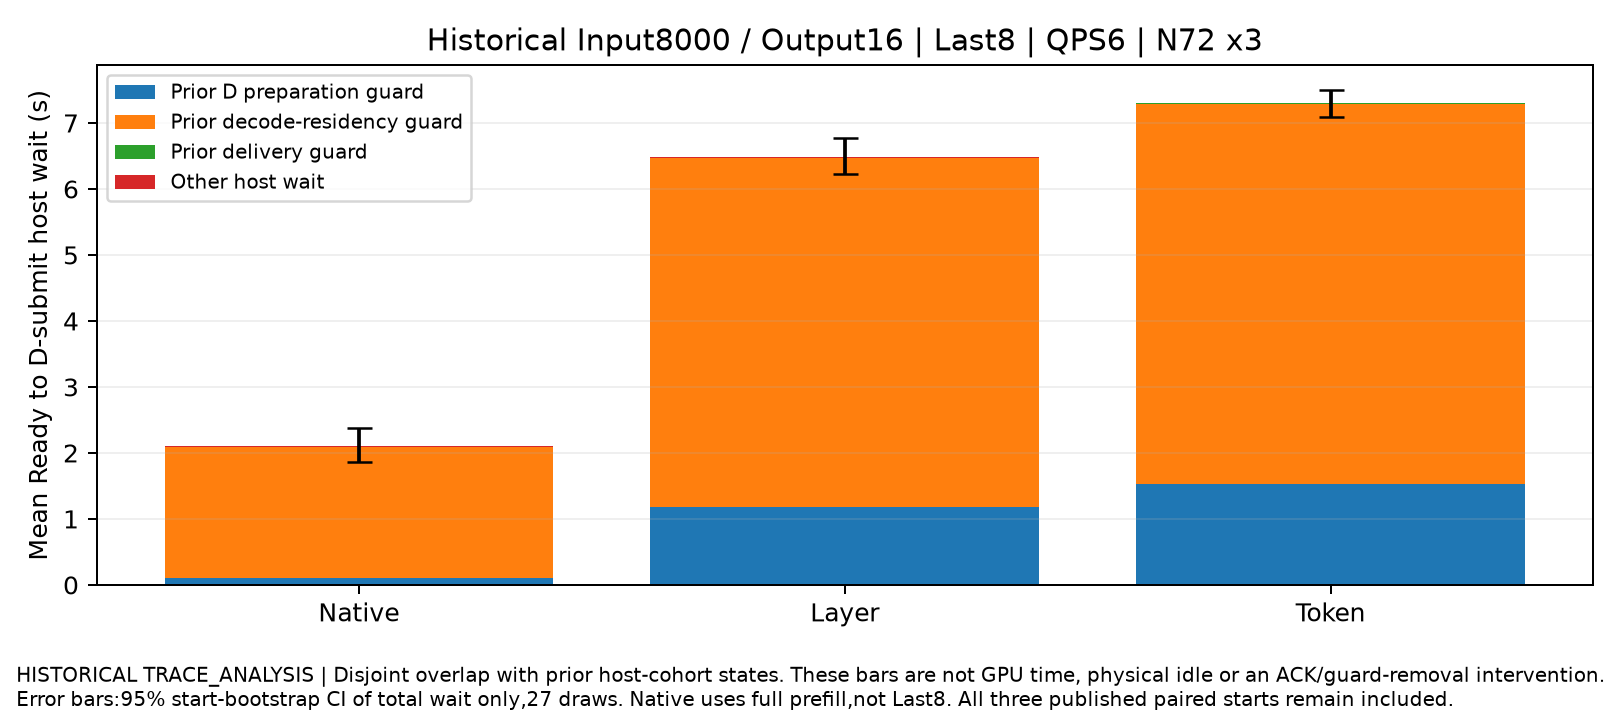 Historical Input8000 / Output16 | Last8 | QPS6 | N72 x3
Mean Ready to D-submit host wait (s)
Prior D preparation guard
Prior decode-residency guard
Prior delivery guard
Other host wait
7
6
5
4
3
2
1
0
Native
Layer
Token
HISTORICAL TRACE_ANALYSIS | Disjoint overlap with prior host-cohort states. These bars are not GPU time, physical idle or an ACK/guard-removal intervention.
Error bars:95% start-bootstrap CI of total wait only,27 draws. Native uses full prefill,not Last8. All three published paired starts remain included.